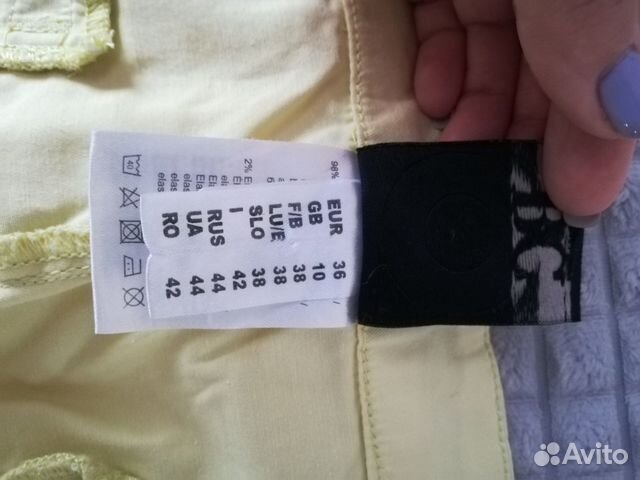 EUR 36
GB 10
F/B 38
LU/E 38
SLO 38
I 42
RUS 44
UA 44
RO 42
98%
2% E
40
Avito